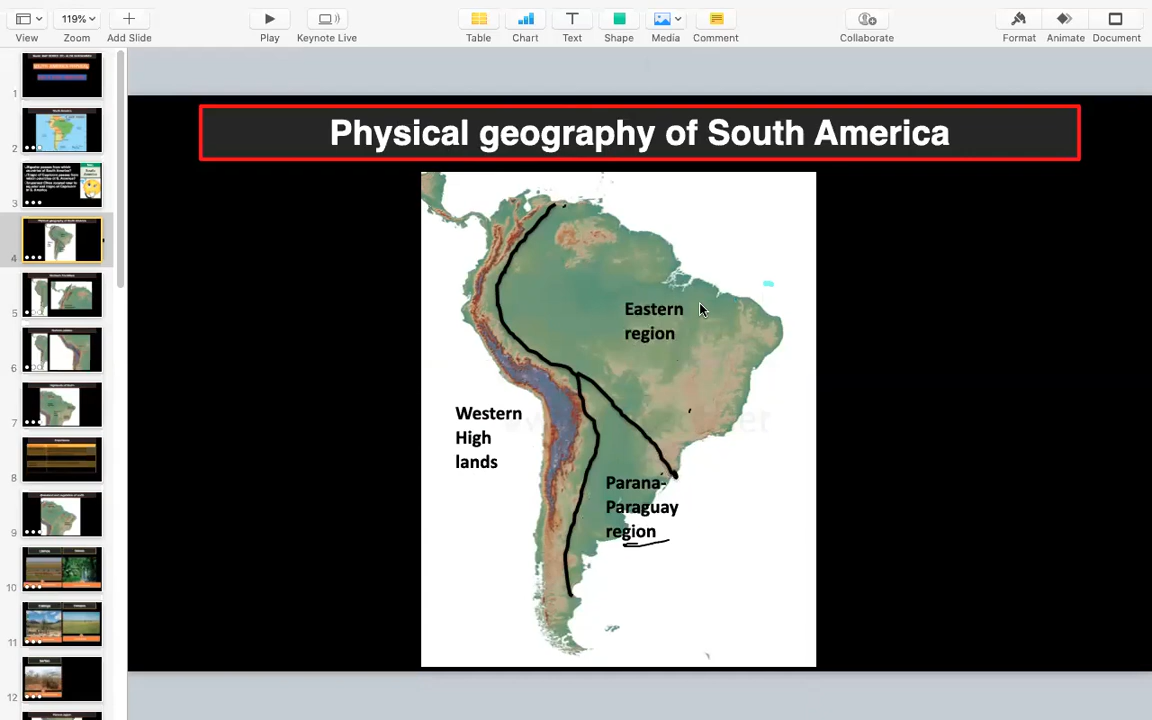 119%
View
Zoom
Add Slide
Play
Keynote Live
Table
Chart
Text
Shape
Media
Comment
Collaborate
Format
Animate
Document
Physical geography of South America
Eastern
region
Western
High
lands
Parana-
Paraguay
region
1
2
3
4
5
6
7
8
9
10
11
12